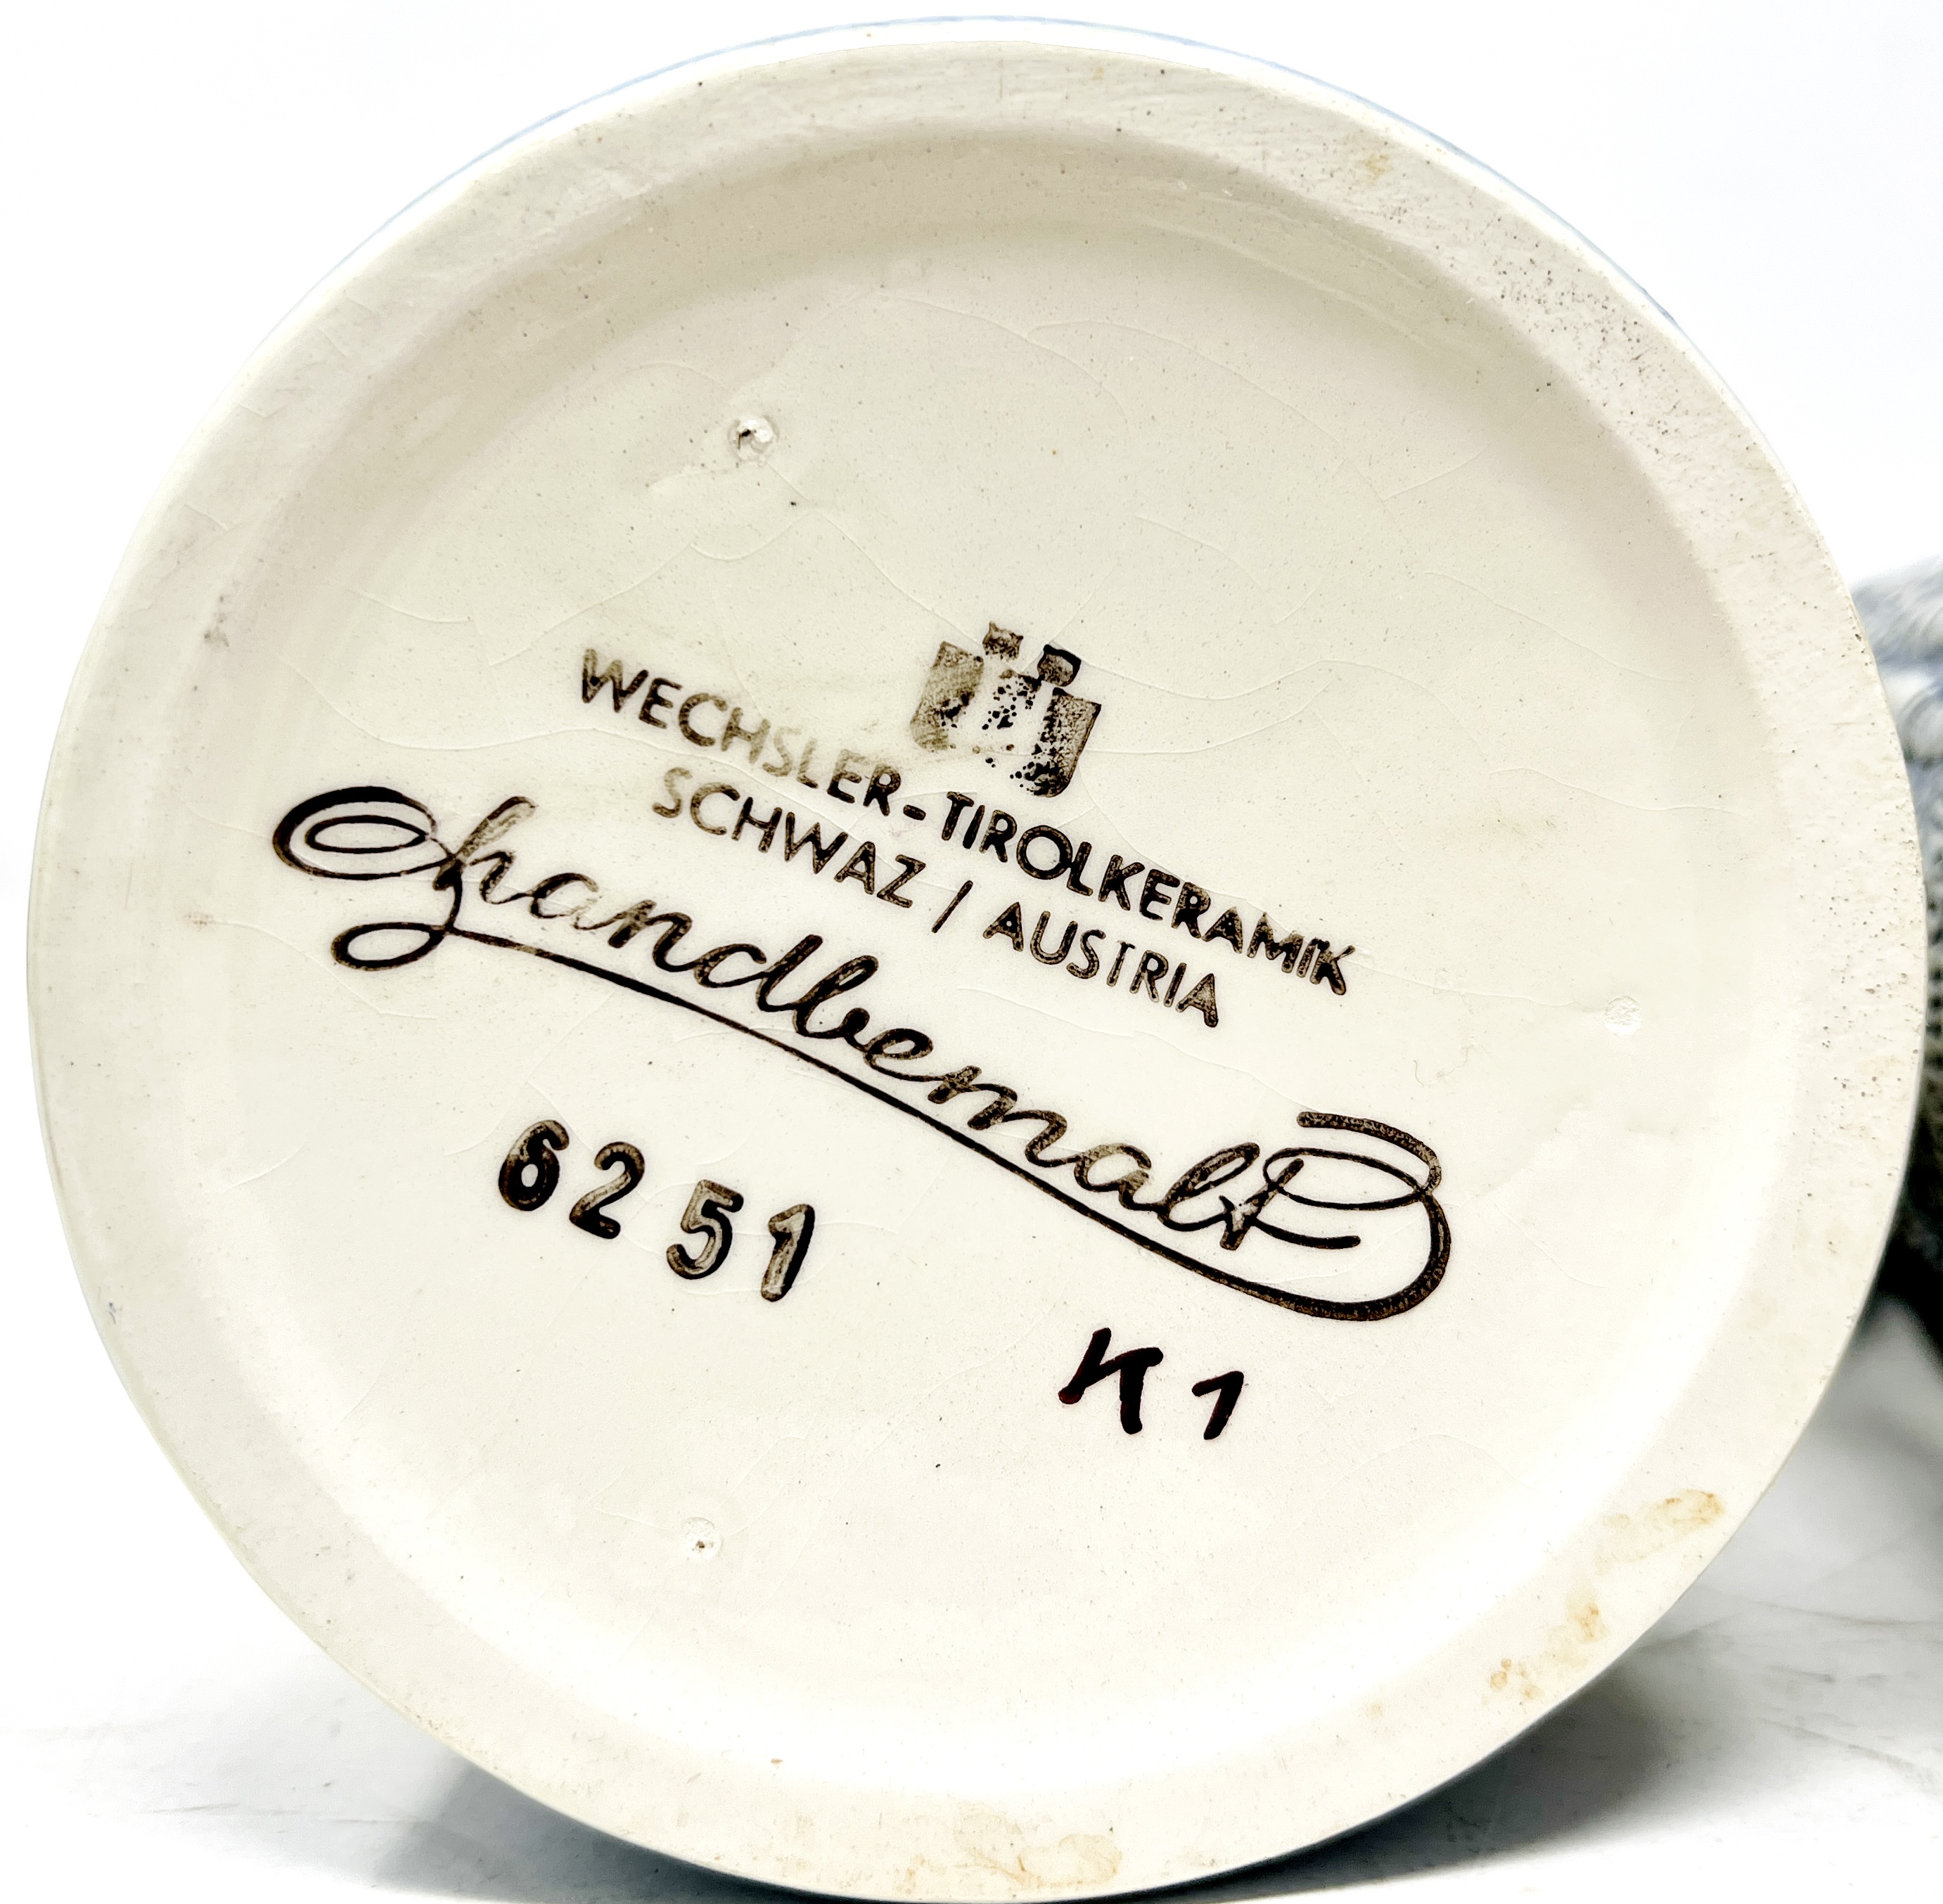 WECHSLER-TIROLKERAMIK
SCHWAZ / AUSTRIA
handbemalt
6251
K1